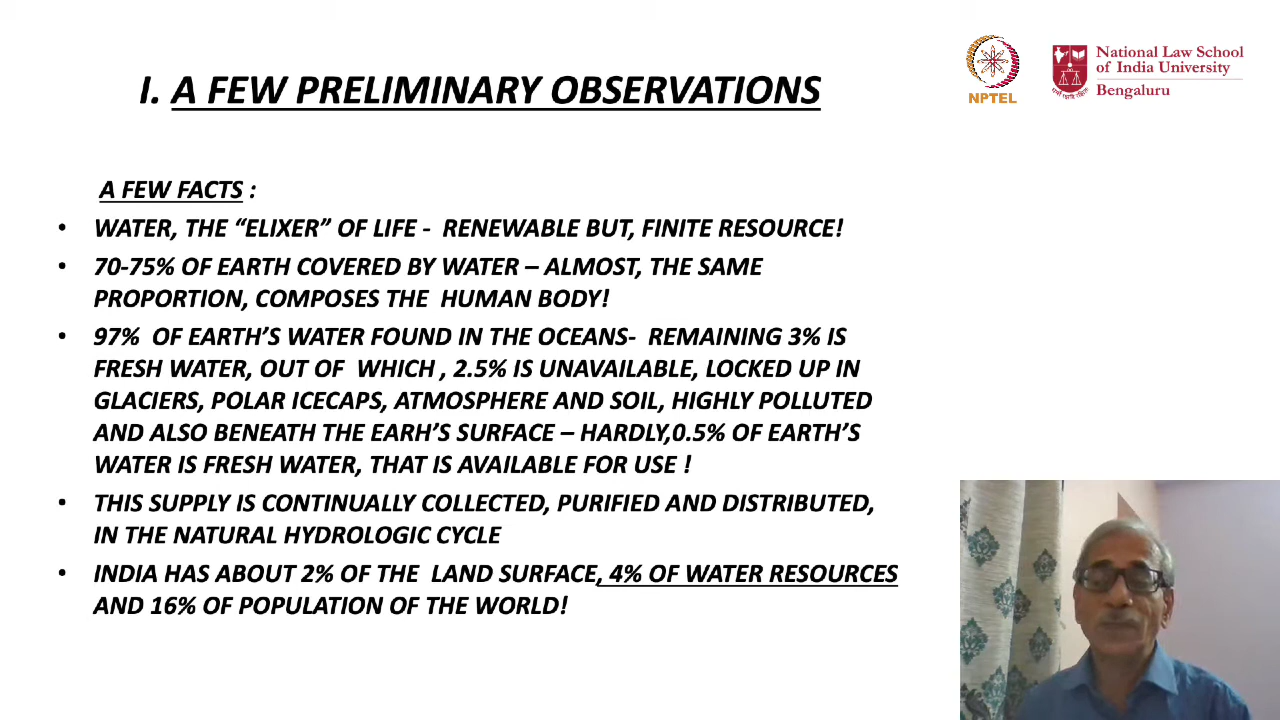 I. A FEW PRELIMINARY OBSERVATIONS
NPTEL
National Law School
of India University
Bengaluru
A FEW FACTS :
• WATER, THE “ELIXER” OF LIFE - RENEWABLE BUT, FINITE RESOURCE!
• 70-75% OF EARTH COVERED BY WATER – ALMOST, THE SAME
PROPORTION, COMPOSES THE HUMAN BODY!
• 97% OF EARTH’S WATER FOUND IN THE OCEANS- REMAINING 3% IS
FRESH WATER, OUT OF WHICH , 2.5% IS UNAVAILABLE, LOCKED UP IN
GLACIERS, POLAR ICECAPS, ATMOSPHERE AND SOIL, HIGHLY POLLUTED
AND ALSO BENEATH THE EARH’S SURFACE – HARDLY,0.5% OF EARTH’S
WATER IS FRESH WATER, THAT IS AVAILABLE FOR USE !
• THIS SUPPLY IS CONTINUALLY COLLECTED, PURIFIED AND DISTRIBUTED,
IN THE NATURAL HYDROLOGIC CYCLE
• INDIA HAS ABOUT 2% OF THE LAND SURFACE, 4% OF WATER RESOURCES
AND 16% OF POPULATION OF THE WORLD!